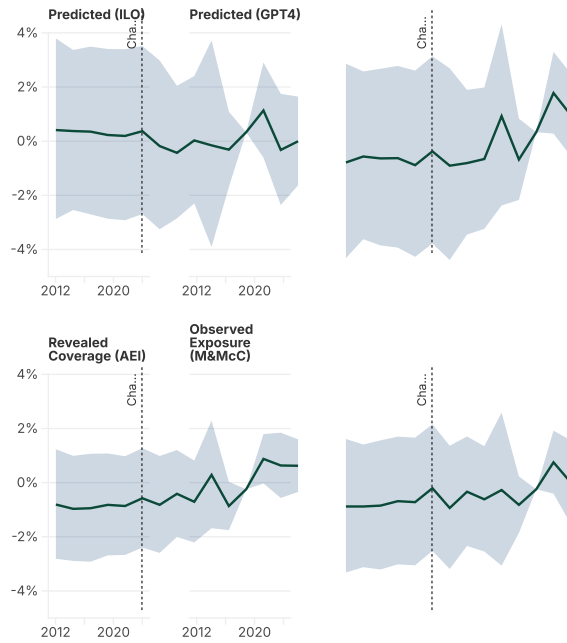 Predicted (ILO)
Predicted (GPT4)
Cha...
Cha...
4%
2%
0%
-2%
-4%
2012
2020
2012
2020
Revealed
Coverage (AEI)
Observed
Exposure
(M&McC)
Cha...
Cha...
4%
2%
0%
-2%
-4%
2012
2020
2012
2020